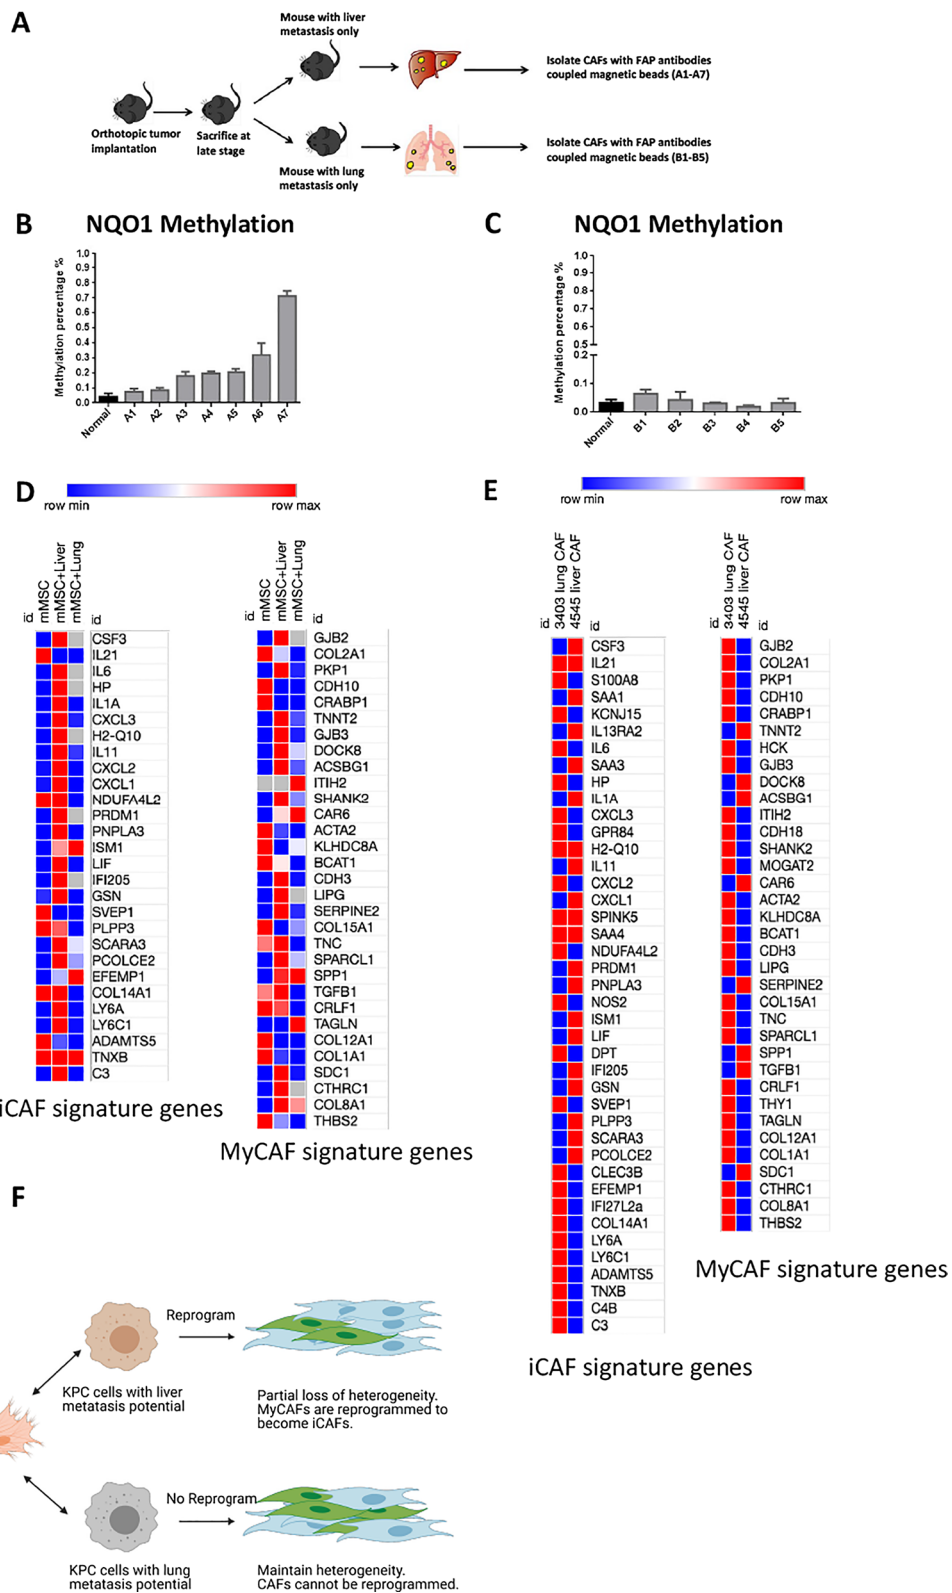 A
Mouse with liver
metastasis only
Isolate CAFs with FAP antibodies
coupled magnetic beads (A1-A7)
Orthotopic tumor
implantation
Sacrifice at
late stage
Isolate CAFs with FAP antibodies
coupled magnetic beads (B1-B5)
Mouse with lung
metastasis only
B
NQO1 Methylation
Methylation percentage %
1.0
0.9
0.8
0.7
0.6
0.5
0.4
0.3
0.2
0.1
0.0
Normal
A1
A2
A3
A4
A5
A6
A7
C
NQO1 Methylation
Methylation percentage %
1.0
0.9
0.8
0.7
0.6
0.5
0.2
0.1
0.0
Normal
B1
B2
B3
B4
B5
D
row min
row max
id
mMSC
mMSC+Liver
mMSC+Lung
id
CSF3
IL21
IL6
HP
IL1A
CXCL3
H2-Q10
IL11
CXCL2
CXCL1
NDUFA4L2
PRDM1
PNPLA3
ISM1
LIF
IFI205
GSN
SVEP1
PLPP3
SCARA3
PCOLCE2
EFEMP1
COL14A1
LY6A
LY6C1
ADAMTS5
TNXB
C3
iCAF signature genes
id
mMSC
mMSC+Liver
mMSC+Lung
id
GJB2
COL2A1
PKP1
CDH10
CRABP1
TNNT2
GJB3
DOCK8
ACSBG1
ITIH2
SHANK2
CAR6
ACTA2
KLHDC8A
BCAT1
CDH3
LIPG
SERPINE2
COL15A1
TNC
SPARCL1
SPP1
TGFB1
CRLF1
TAGLN
COL12A1
COL1A1
SDC1
CTHRC1
COL8A1
THBS2
MyCAF signature genes
E
row min
row max
id
3403 lung CAF
4545 liver CAF
id
CSF3
IL21
S100A8
SAA1
KCNJ15
IL13RA2
IL6
SAA3
HP
IL1A
CXCL3
GPR84
H2-Q10
IL11
CXCL2
CXCL1
SPINK5
SAA4
NDUFA4L2
PRDM1
PNPLA3
NOS2
ISM1
LIF
DPT
IFI205
GSN
SVEP1
PLPP3
SCARA3
PCOLCE2
CLEC3B
EFEMP1
IFI27L2a
COL14A1
LY6A
LY6C1
ADAMTS5
TNXB
C4B
C3
iCAF signature genes
id
3403 lung CAF
4545 liver CAF
id
GJB2
COL2A1
PKP1
CDH10
CRABP1
TNNT2
HCK
GJB3
DOCK8
ACSBG1
ITIH2
CDH18
SHANK2
MOGAT2
CAR6
ACTA2
KLHDC8A
BCAT1
CDH3
LIPG
SERPINE2
COL15A1
TNC
SPARCL1
SPP1
TGFB1
CRLF1
THY1
TAGLN
COL12A1
COL1A1
SDC1
CTHRC1
COL8A1
THBS2
MyCAF signature genes
F
Reprogram
KPC cells with liver
metatasis potential
Partial loss of heterogeneity.
MyCAFs are reprogrammed to
become iCAFs.
No Reprogram
KPC cells with lung
metatasis potential
Maintain heterogeneity.
CAFs cannot be reprogrammed.